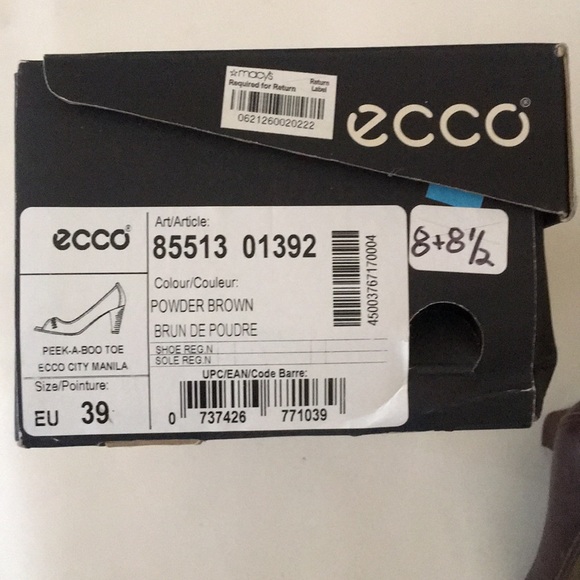 ★macy's Return
Required for Return Label
0621260020222
ecco®
ecco®
Art/Article:
85513 01392
Colour/Couleur:
POWDER BROWN
BRUN DE POUDRE
SHOE REG.N
SOLE REG.N
45003767170004
8+8½
PEEK-A-BOO TOE
ECCO CITY MANILA
Size/Pointure:
EU 39
UPC/EAN/Code Barre:
0 737426 771039